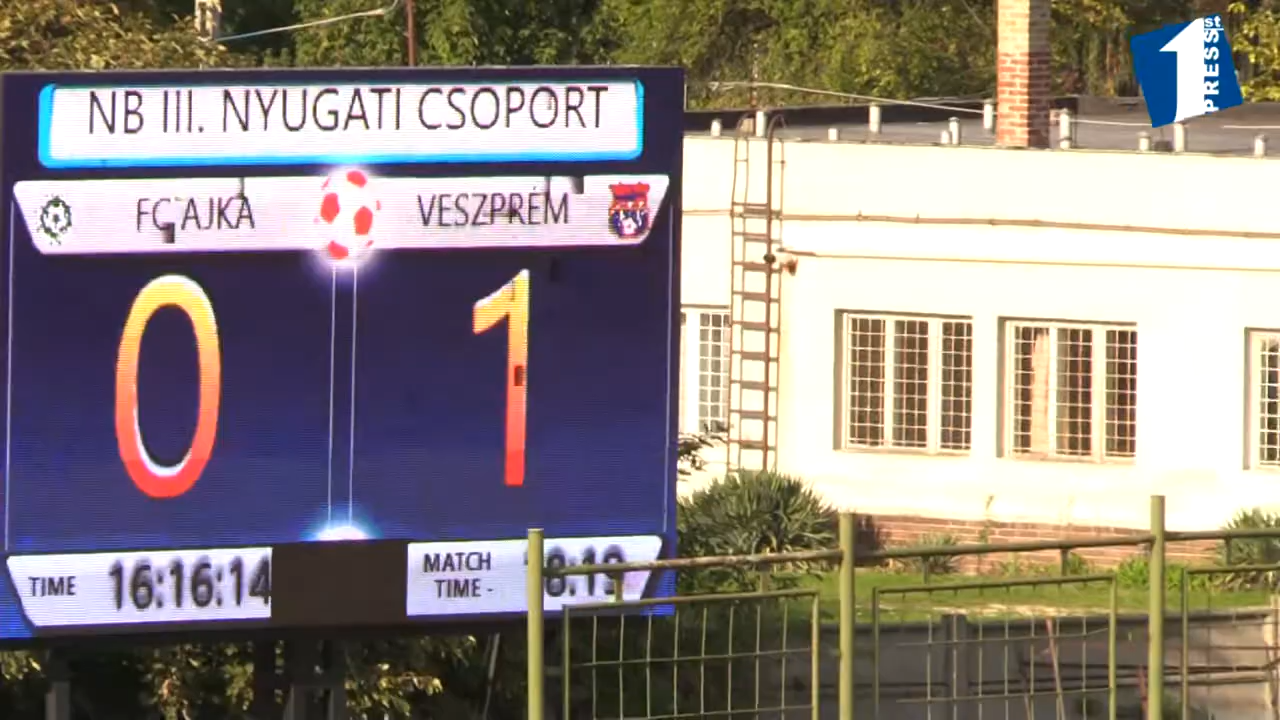 NB III. NYUGATI CSOPORT
FC AJKA
VESZPRÉM
0
1
TIME 16:16:14
MATCH
TIME -
1st
PRESS